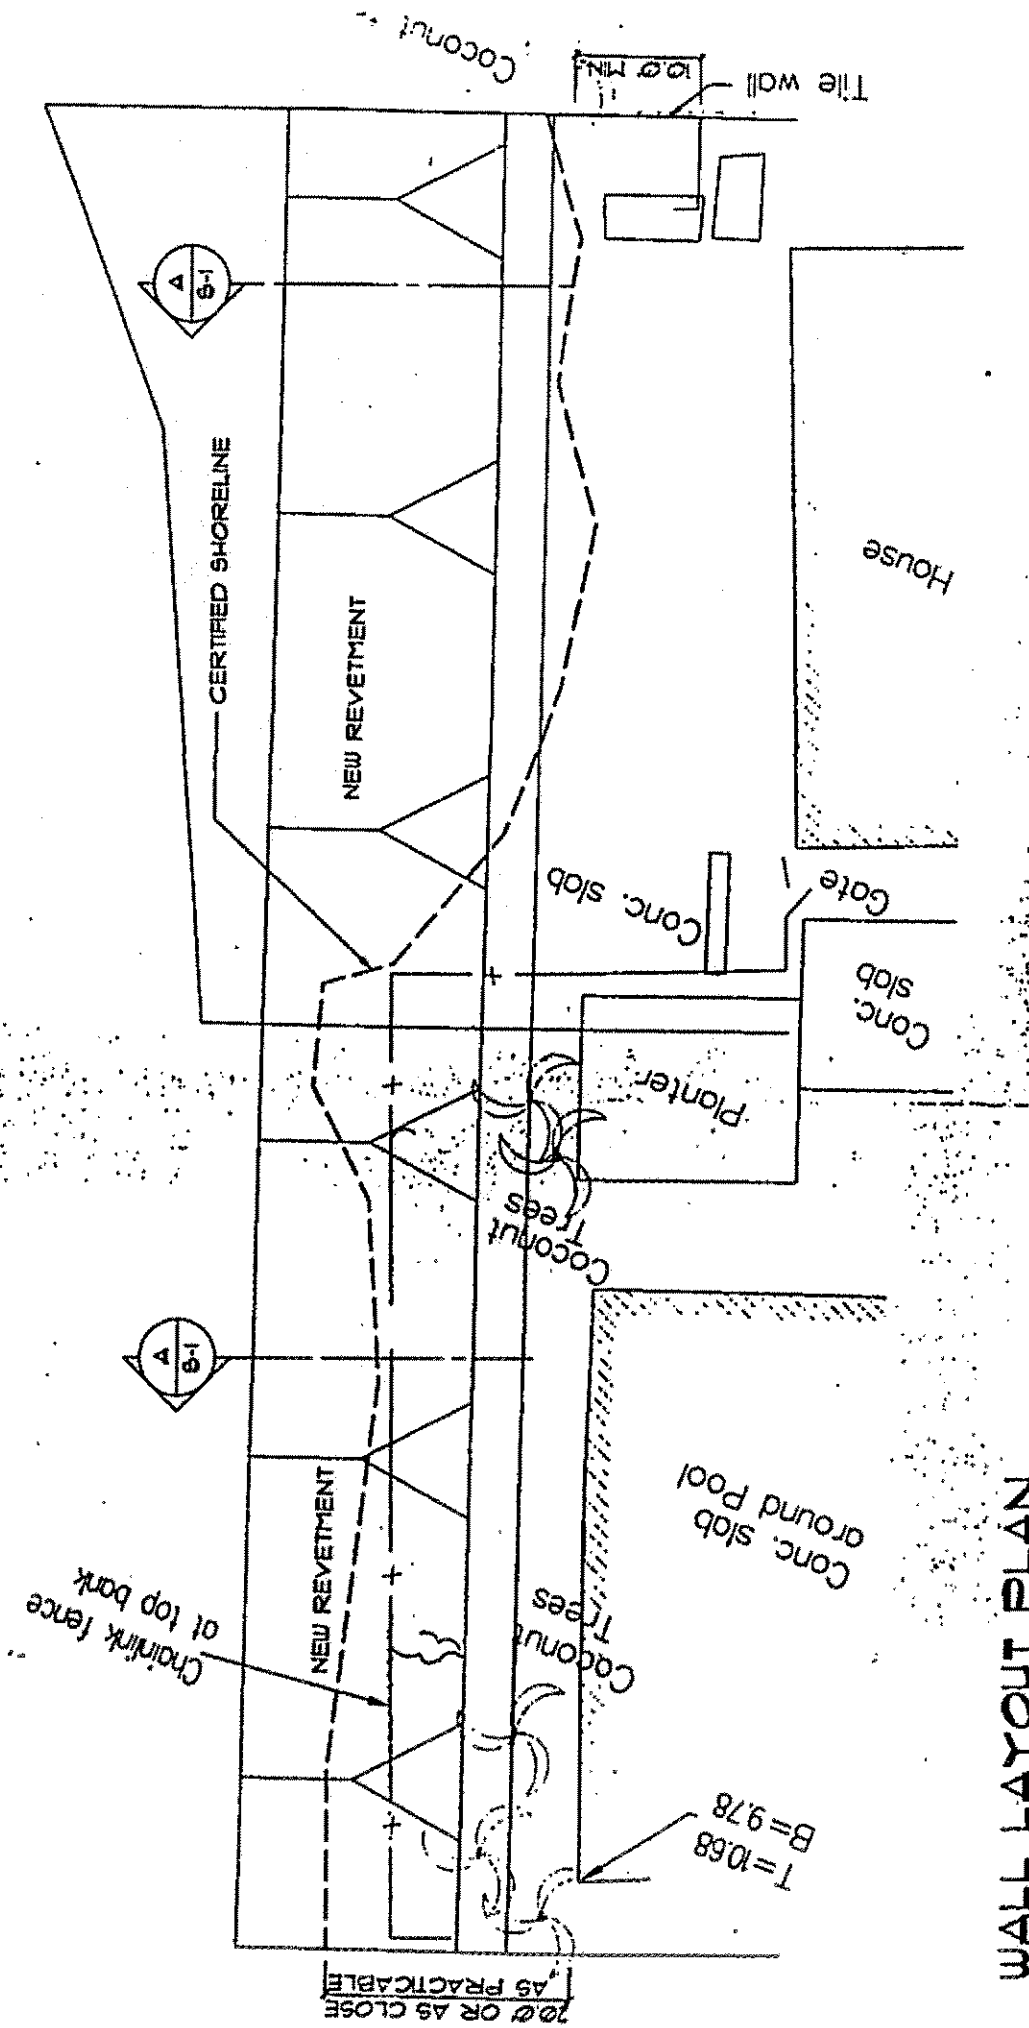 Coconut
10.0' MIN.
Tile wall
A
S-1
CERTIFIED SHORELINE
NEW REVETMENT
House
Conc. slab
Gate
Conc.
slab
Planter
Coconut
Trees
A
S-1
NEW REVETMENT
Chainlink fence
at top bank
Conc. slab
around Pool
Coconut
Trees
T=10.68
B=9.78
20.0' OR AS CLOSE
AS PRACTICABLE
WALL LAYOUT PLAN